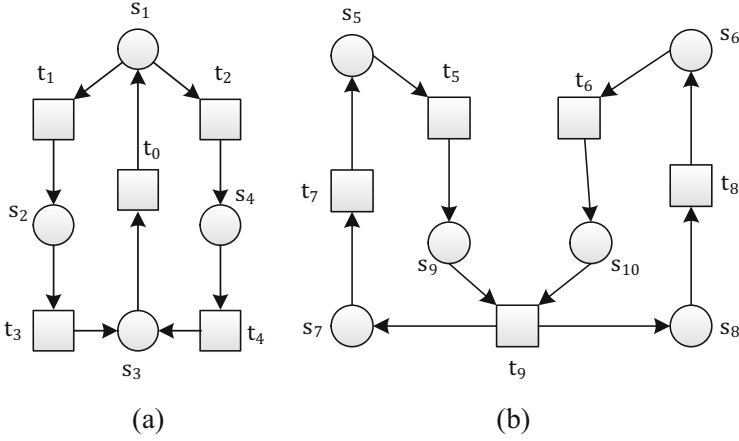 s₁
t₁
t₂
t₀
s₂
s₄
t₃
t₄
s₃
(a)
s₅
s₆
t₅
t₆
t₇
t₈
s₉
s₁₀
s₇
s₈
t₉
(b)